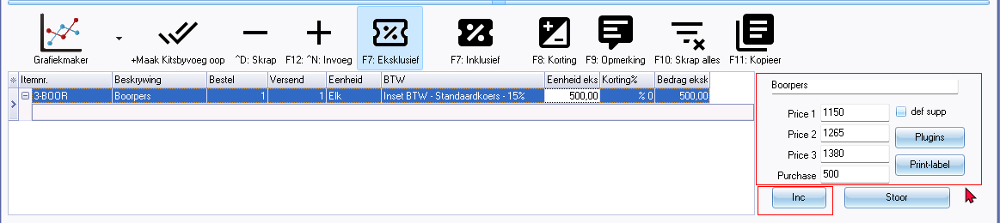 Grafiekmaker +Maak Kitsbyvoeg oop ^D: Skrap F12: ^N: Invoeg F7: Eksklusief F7: Inklusief F8: Korting F9: Opmerking F10: Skrap alles F11: Kopieer
Itemnr. Beskrywing Bestel Versend Eenheid BTW Eenheid eks Korting% Bedrag eksk
3-BOOR Boorpers 1 1 Elk Inset BTW - Standaardkoers - 15% 500,00 % 0 500,00
Boorpers
Price 1 1150 def supp
Price 2 1265 Plugins
Price 3 1380
Print-label
Purchase 500
Inc Stoor